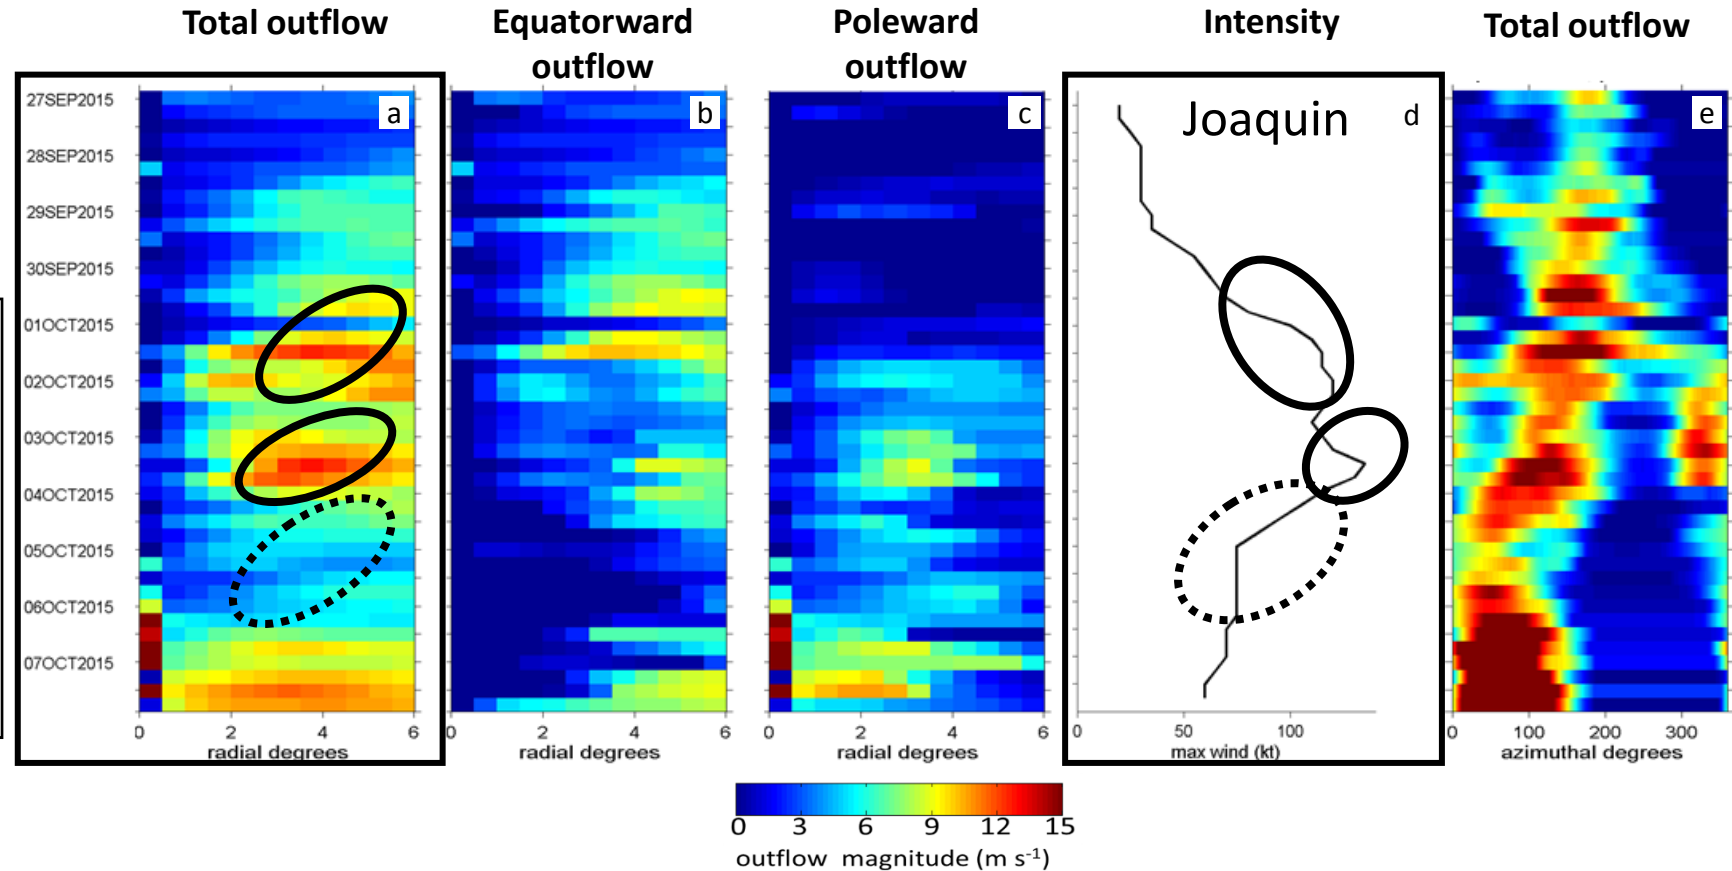 Total outflow
Equatorward
outflow
Poleward
outflow
Intensity
Total outflow
a
b
c
Joaquin
d
e
27SEP2015
28SEP2015
29SEP2015
30SEP2015
01OCT2015
02OCT2015
03OCT2015
04OCT2015
05OCT2015
06OCT2015
07OCT2015
0 2 4 6
radial degrees
0 2 4 6
radial degrees
0 2 4 6
radial degrees
0 50 100
max wind (kt)
0 100 200 300
azimuthal degrees
0 3 6 9 12 15
outflow magnitude (m s⁻¹)